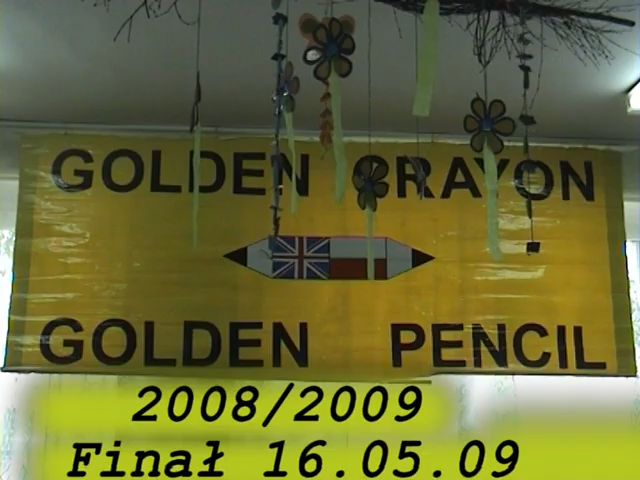 GOLDEN CRAYON
GOLDEN PENCIL
2008/2009
Finał 16.05.09